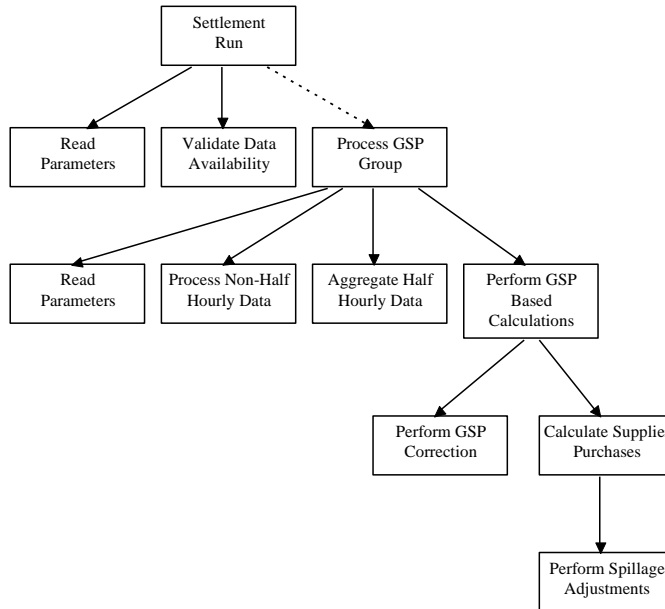 Settlement
Run
Read
Parameters
Validate Data
Availability
Process GSP
Group
Read
Parameters
Process Non-Half
Hourly Data
Aggregate Half
Hourly Data
Perform GSP
Based
Calculations
Perform GSP
Correction
Calculate Supplie
Purchases
Perform Spillage
Adjustments